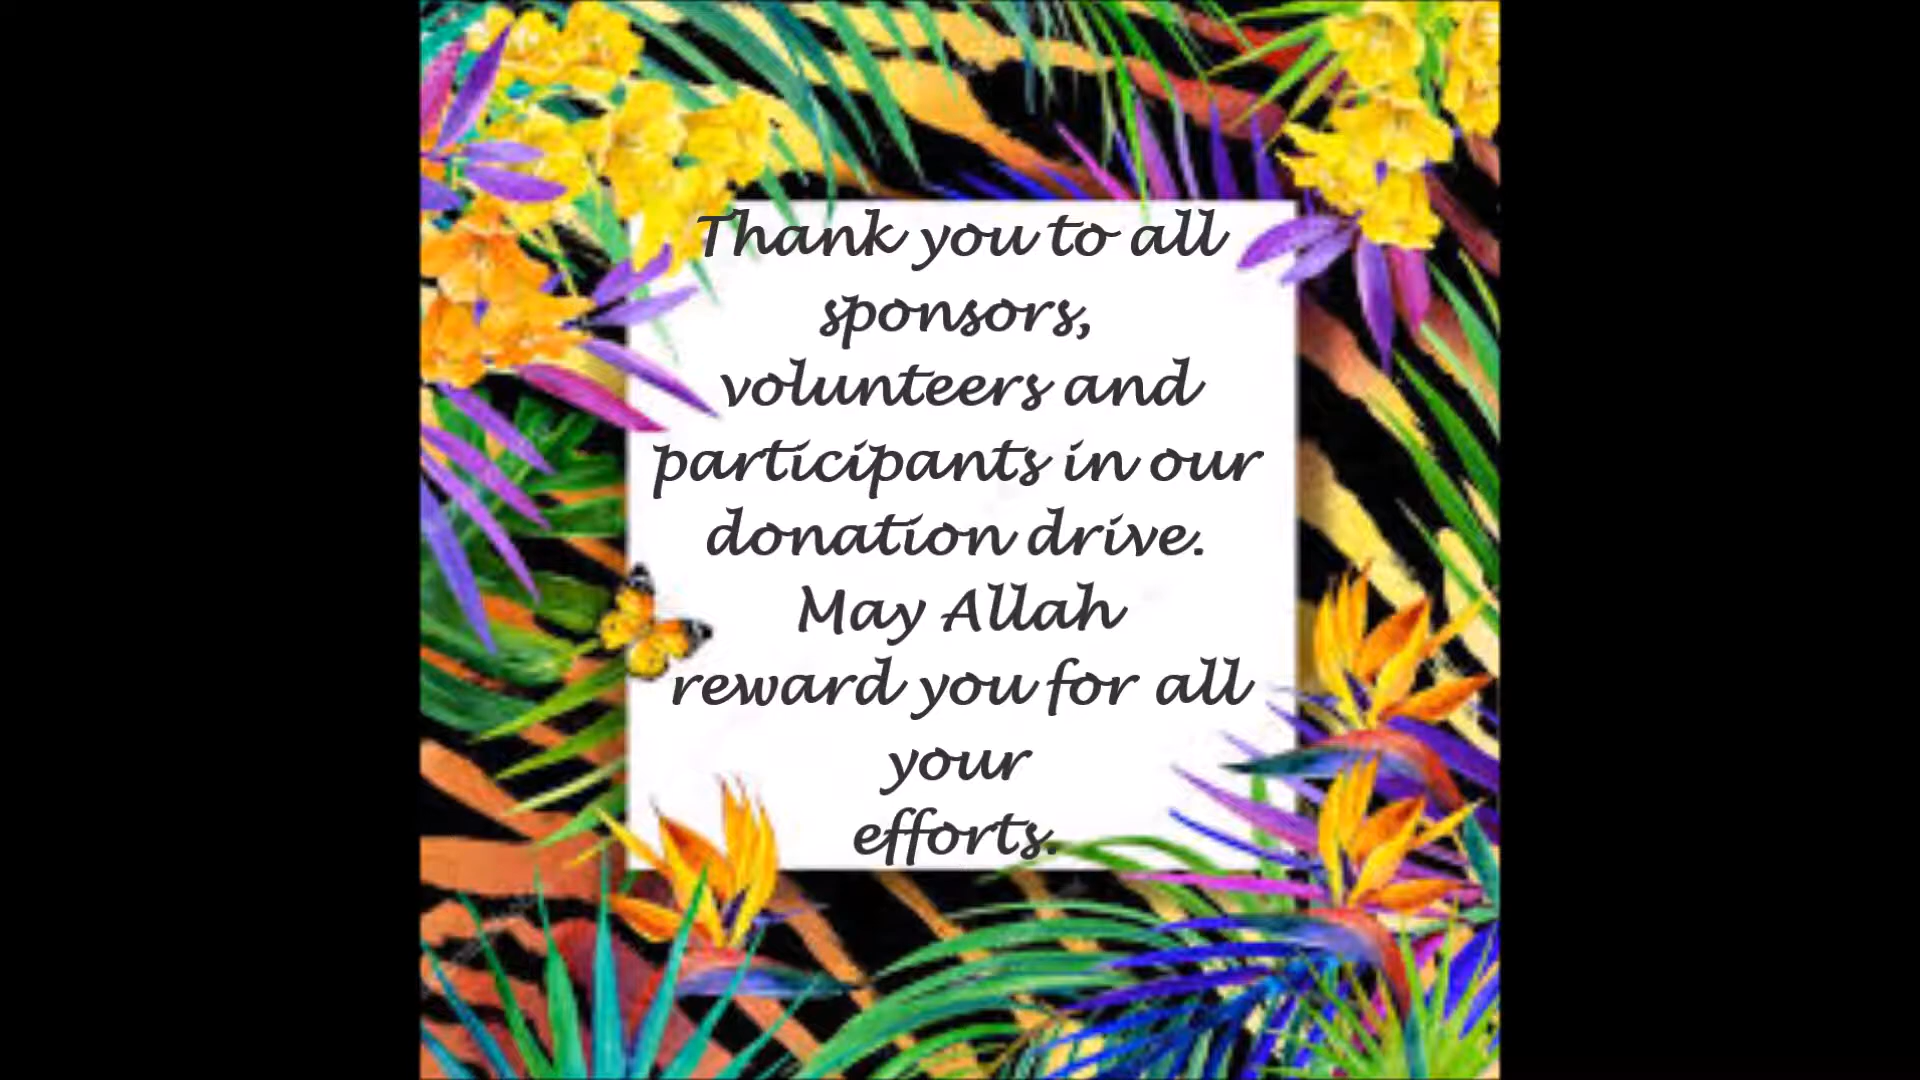 Thank you to all
sponsors,
volunteers and
participants in our
donation drive.
May Allah
reward you for all
your
efforts.